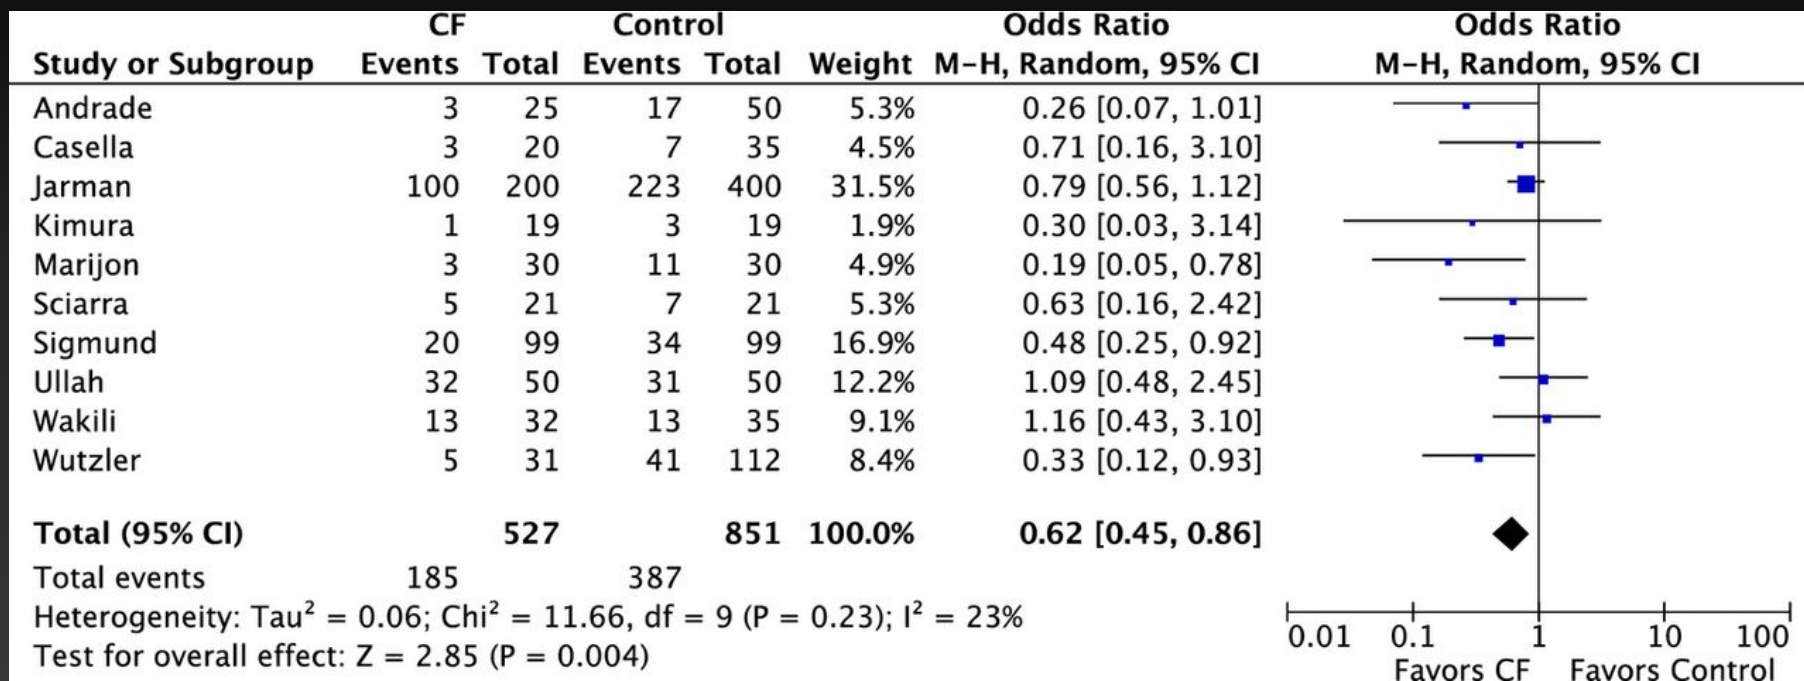 CF Control Odds Ratio Odds Ratio
Study or Subgroup Events Total Events Total Weight M-H, Random, 95% CI M-H, Random, 95% CI
Andrade 3 25 17 50 5.3% 0.26 [0.07, 1.01]
Casella 3 20 7 35 4.5% 0.71 [0.16, 3.10]
Jarman 100 200 223 400 31.5% 0.79 [0.56, 1.12]
Kimura 1 19 3 19 1.9% 0.30 [0.03, 3.14]
Marijon 3 30 11 30 4.9% 0.19 [0.05, 0.78]
Sciarra 5 21 7 21 5.3% 0.63 [0.16, 2.42]
Sigmund 20 99 34 99 16.9% 0.48 [0.25, 0.92]
Ullah 32 50 31 50 12.2% 1.09 [0.48, 2.45]
Wakili 13 32 13 35 9.1% 1.16 [0.43, 3.10]
Wutzler 5 31 41 112 8.4% 0.33 [0.12, 0.93]
Total (95% CI) 527 851 100.0% 0.62 [0.45, 0.86]
Total events 185 387
Heterogeneity: Tau² = 0.06; Chi² = 11.66, df = 9 (P = 0.23); I² = 23%
Test for overall effect: Z = 2.85 (P = 0.004)
0.01 0.1 1 10 100
Favors CF Favors Control